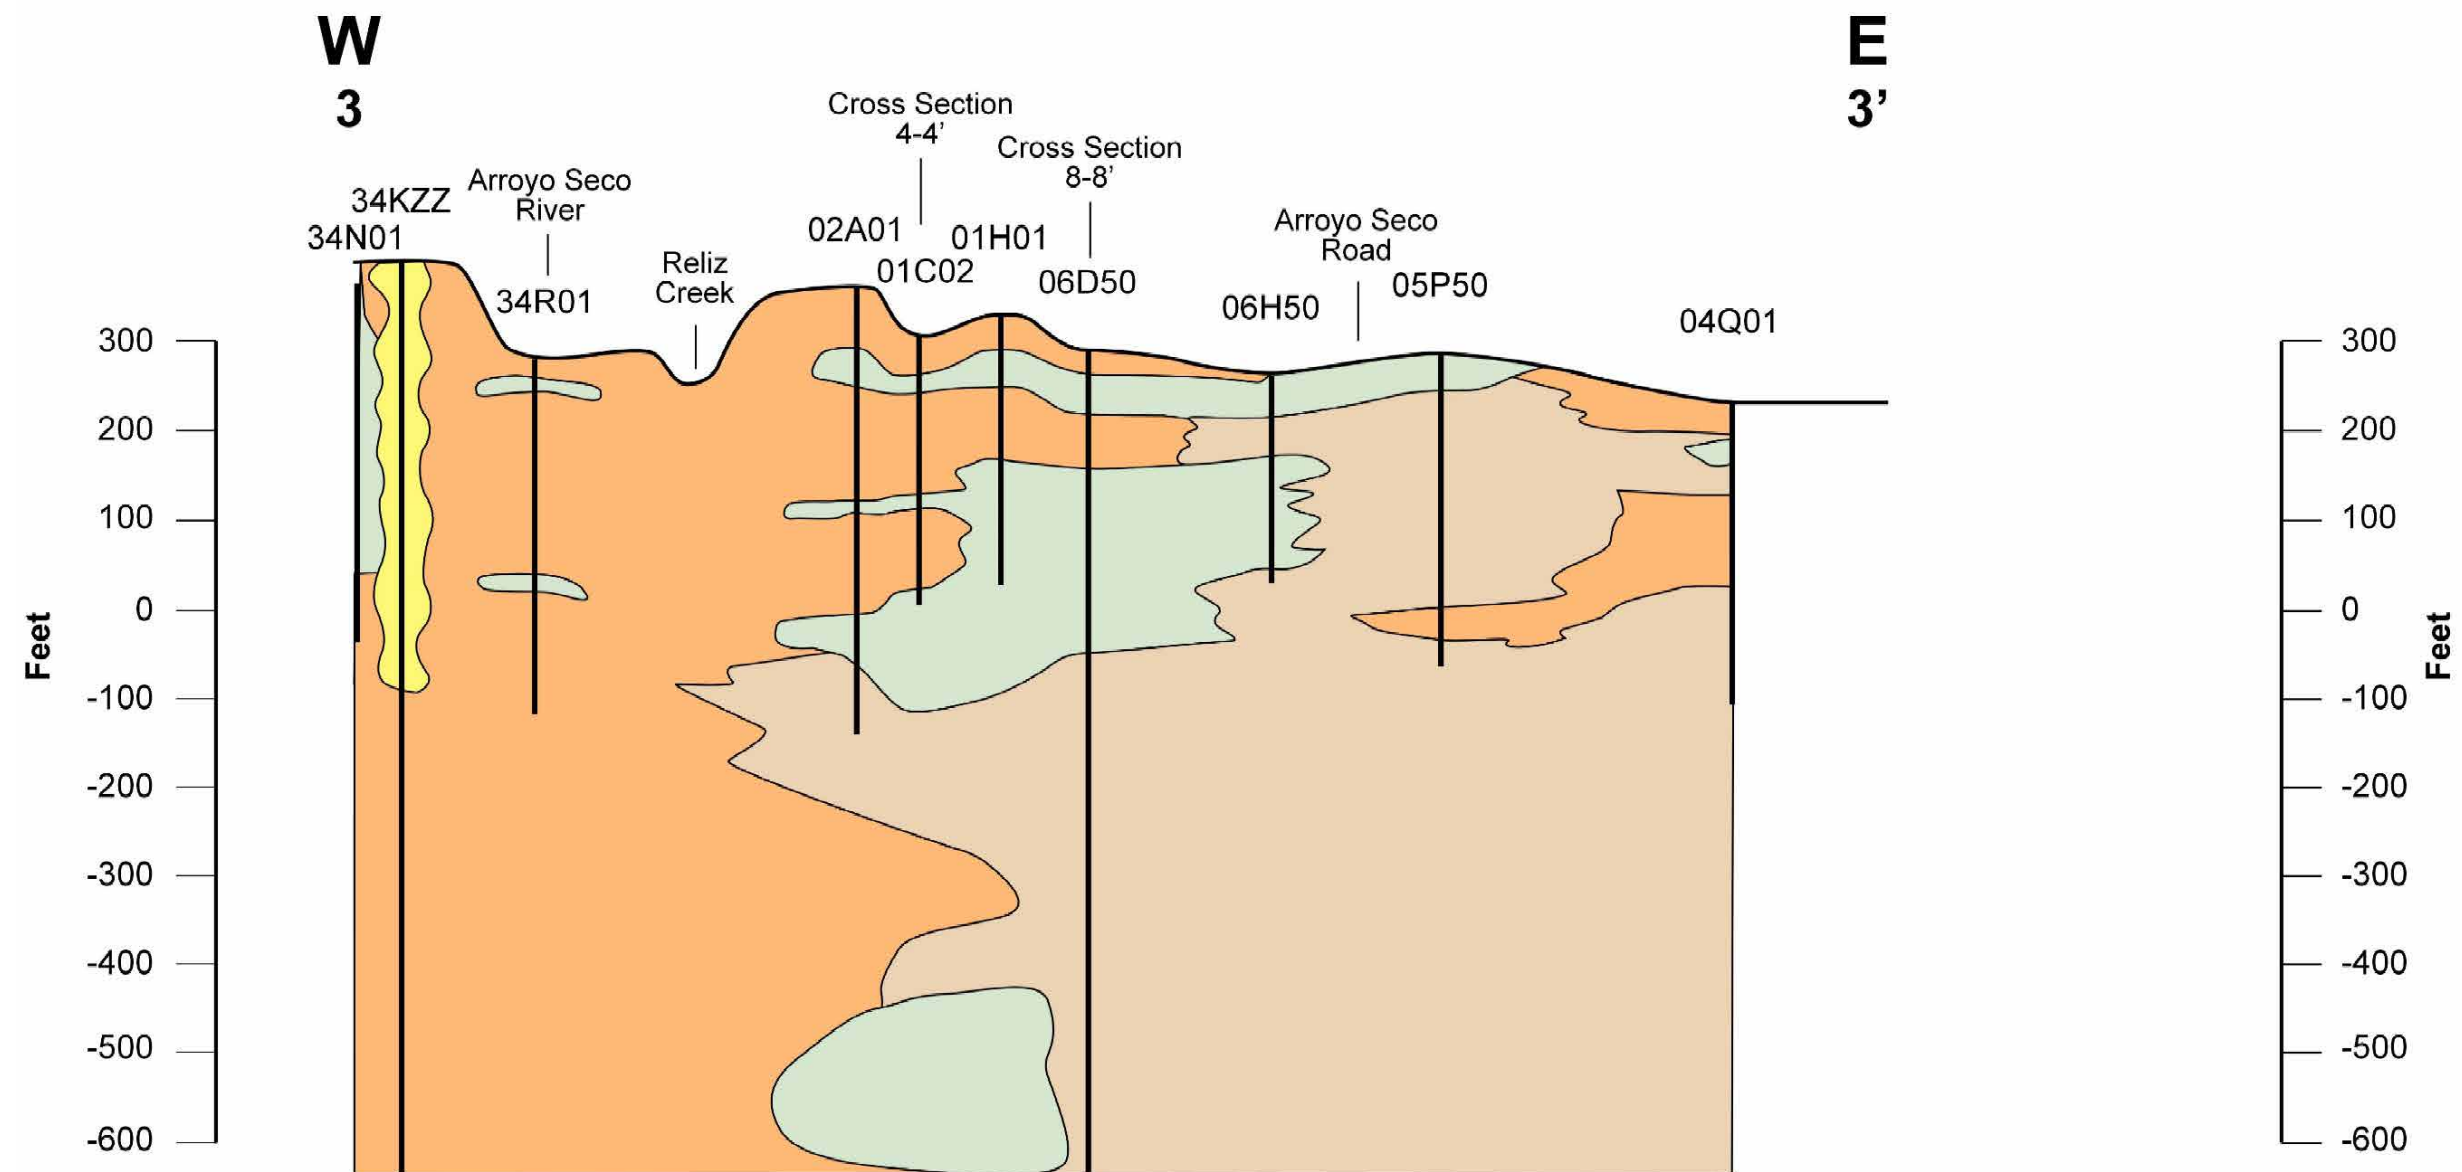 W
E
3
3’
Cross Section
4-4’
Cross Section
8-8’
Arroyo Seco
River
34KZZ
34N01
02A01
01H01
Arroyo Seco
Road
Reliz
Creek
01C02
06D50
34R01
06H50
05P50
04Q01
300
200
100
0
-100
-200
-300
-400
-500
-600
Feet
300
200
100
0
-100
-200
-300
-400
-500
-600
Feet